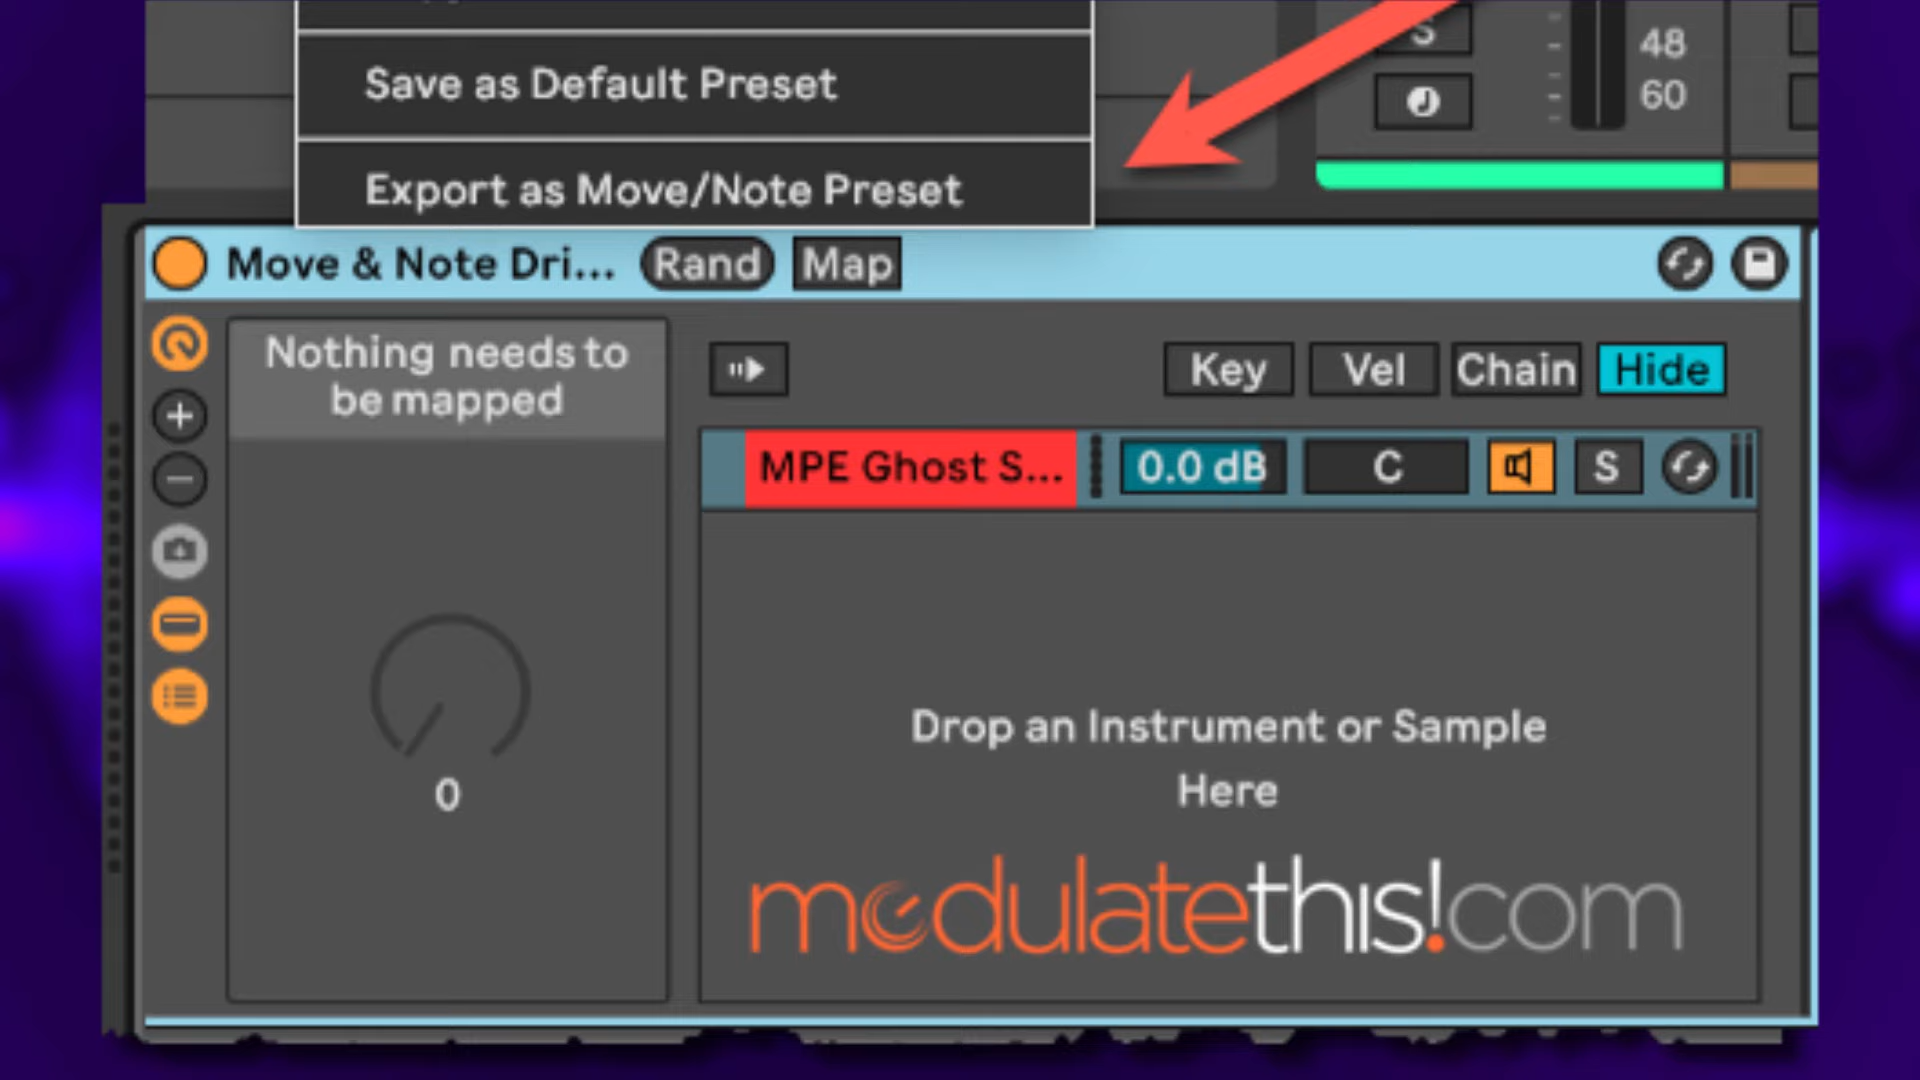 Save as Default Preset
Export as Move/Note Preset
S
48
60
Move & Note Dri... Rand Map
Nothing needs to
be mapped
0
Key Vel Chain Hide
MPE Ghost S... 0.0 dB C S
Drop an Instrument or Sample
Here
modulatethis!com